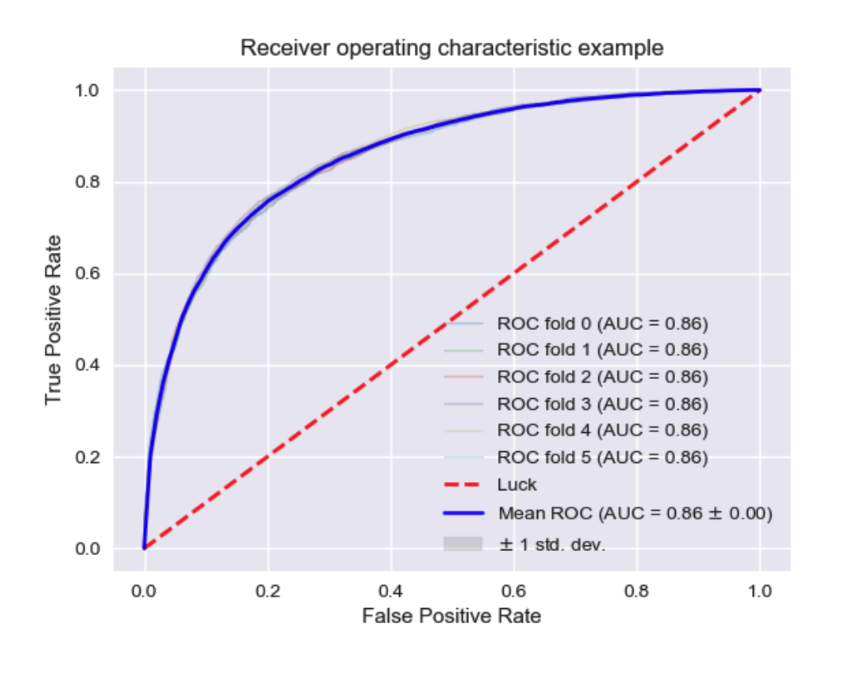 Receiver operating characteristic example
1.0
0.8
0.6
0.4
0.2
0.0
True Positive Rate
ROC fold 0 (AUC = 0.86)
ROC fold 1 (AUC = 0.86)
ROC fold 2 (AUC = 0.86)
ROC fold 3 (AUC = 0.86)
ROC fold 4 (AUC = 0.86)
ROC fold 5 (AUC = 0.86)
Luck
Mean ROC (AUC = 0.86 ± 0.00)
± 1 std. dev.
0.0 0.2 0.4 0.6 0.8 1.0
False Positive Rate